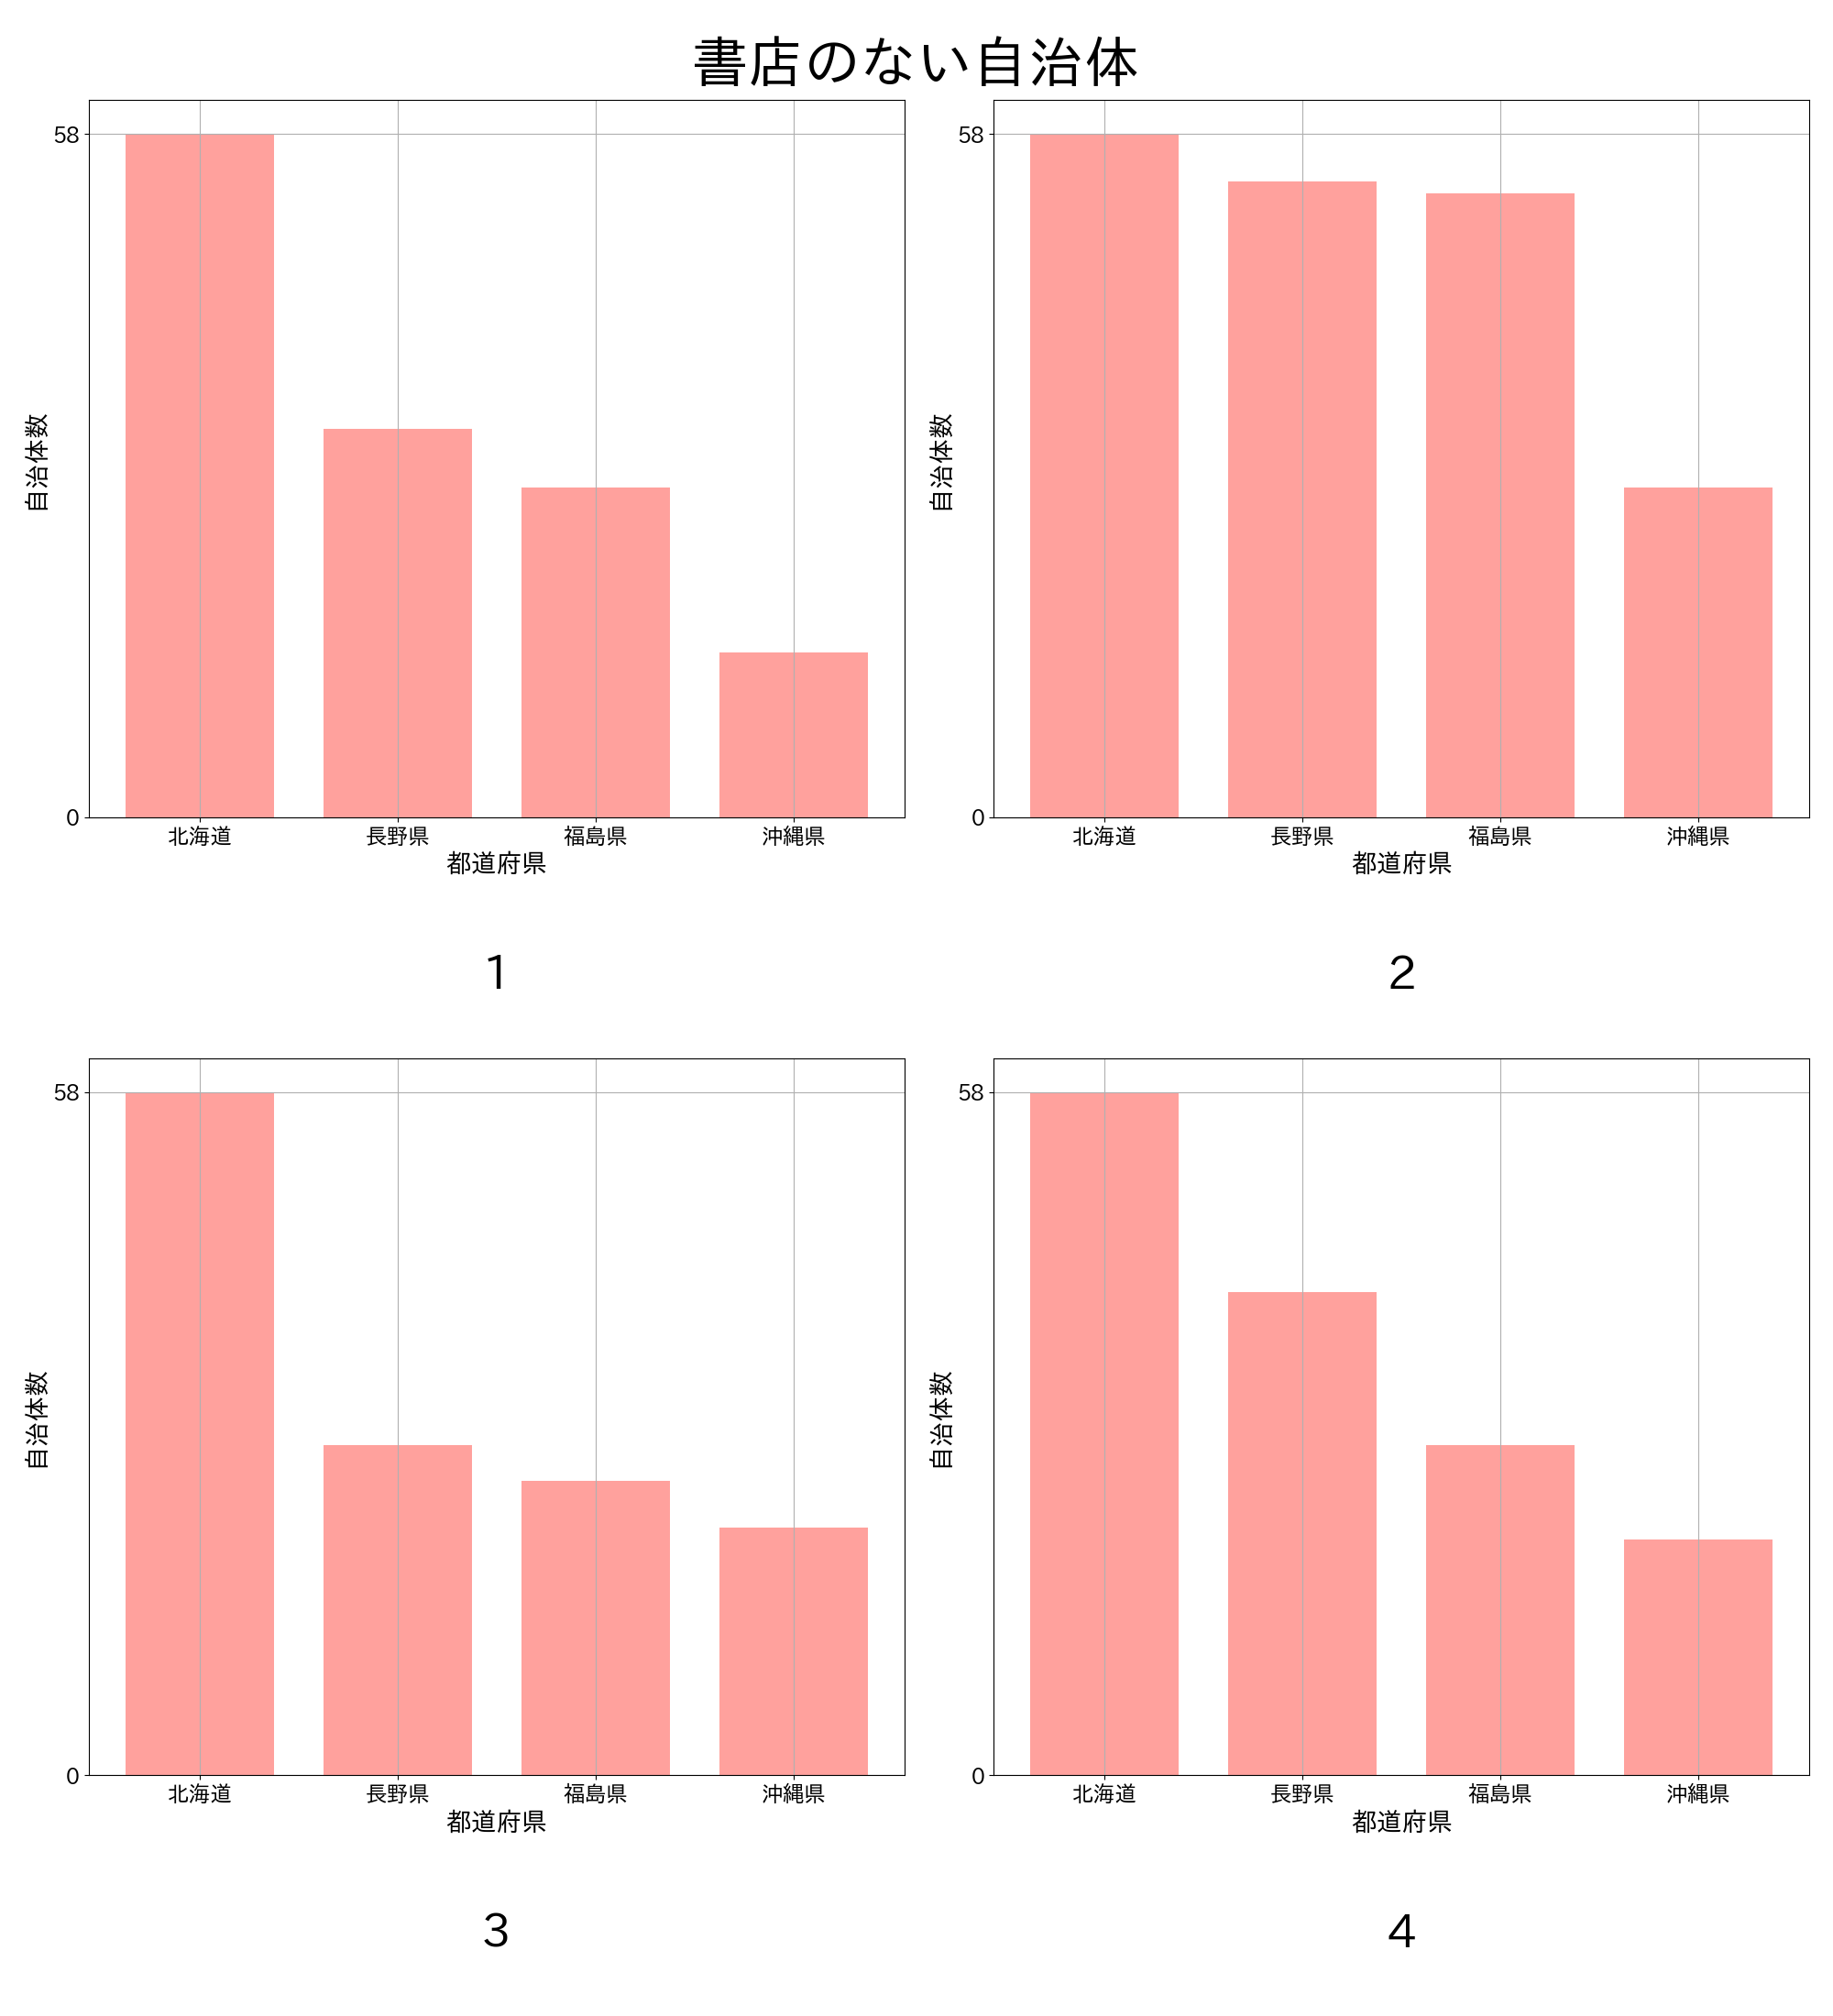 書店のない自治体
58
0
自治体数
北海道 長野県 福島県 沖縄県
都道府県
1
58
0
自治体数
北海道 長野県 福島県 沖縄県
都道府県
2
58
0
自治体数
北海道 長野県 福島県 沖縄県
都道府県
3
58
0
自治体数
北海道 長野県 福島県 沖縄県
都道府県
4